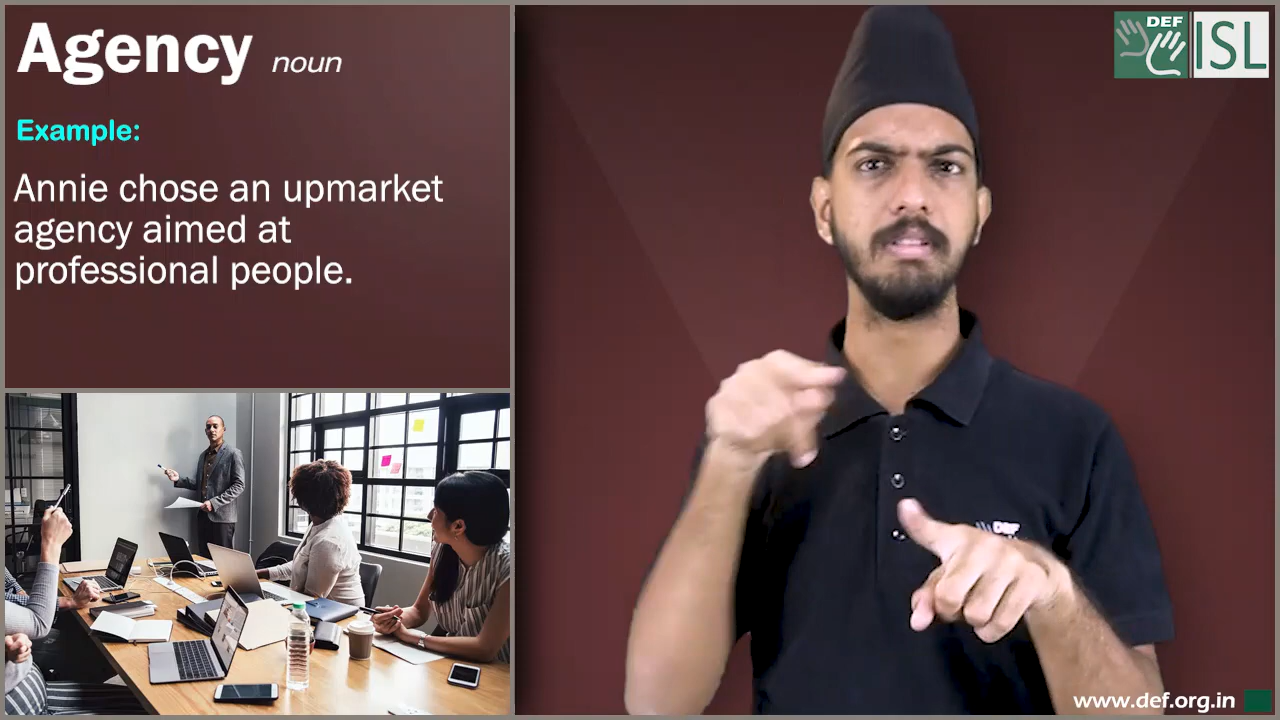 Agency noun
Example:
Annie chose an upmarket
agency aimed at
professional people.
DEF
ISL
DEF
www.def.org.in